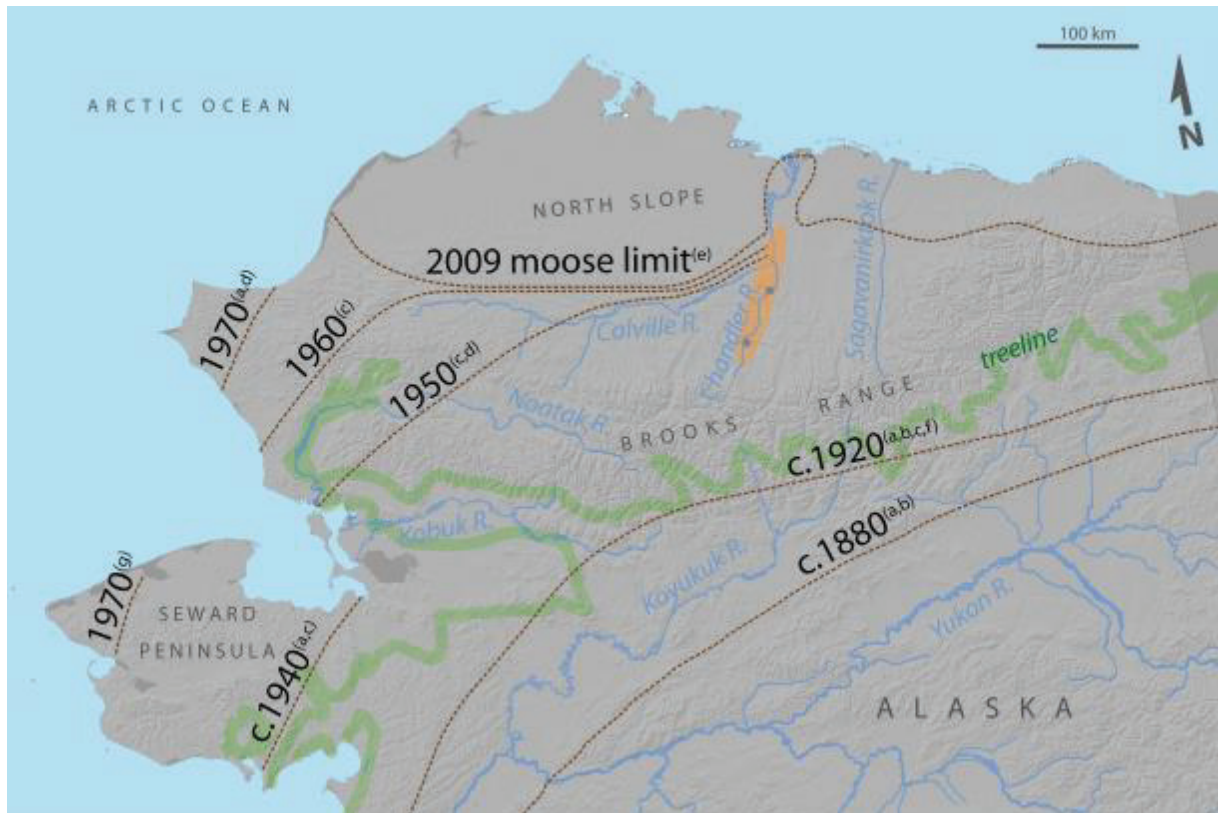 100 km
ARCTIC OCEAN
N
NORTH SLOPE
2009 moose limit(e)
1970(a,d)
1960(c)
1950(c,d)
Colville R.
Chandler R.
Sagavanirktok R.
treeline
Noatak R.
BROOKS RANGE
c.1920(a,b,c,f)
Kobuk R.
c.1880(a,b)
Koyukuk R.
Yukon R.
1970(g)
SEWARD
PENINSULA
c.1940(a,c)
ALASKA